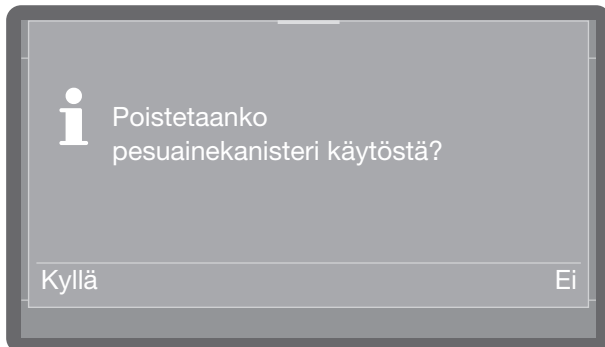 Poistetaanko
pesuainekanisteri käytöstä?
Kyllä
Ei